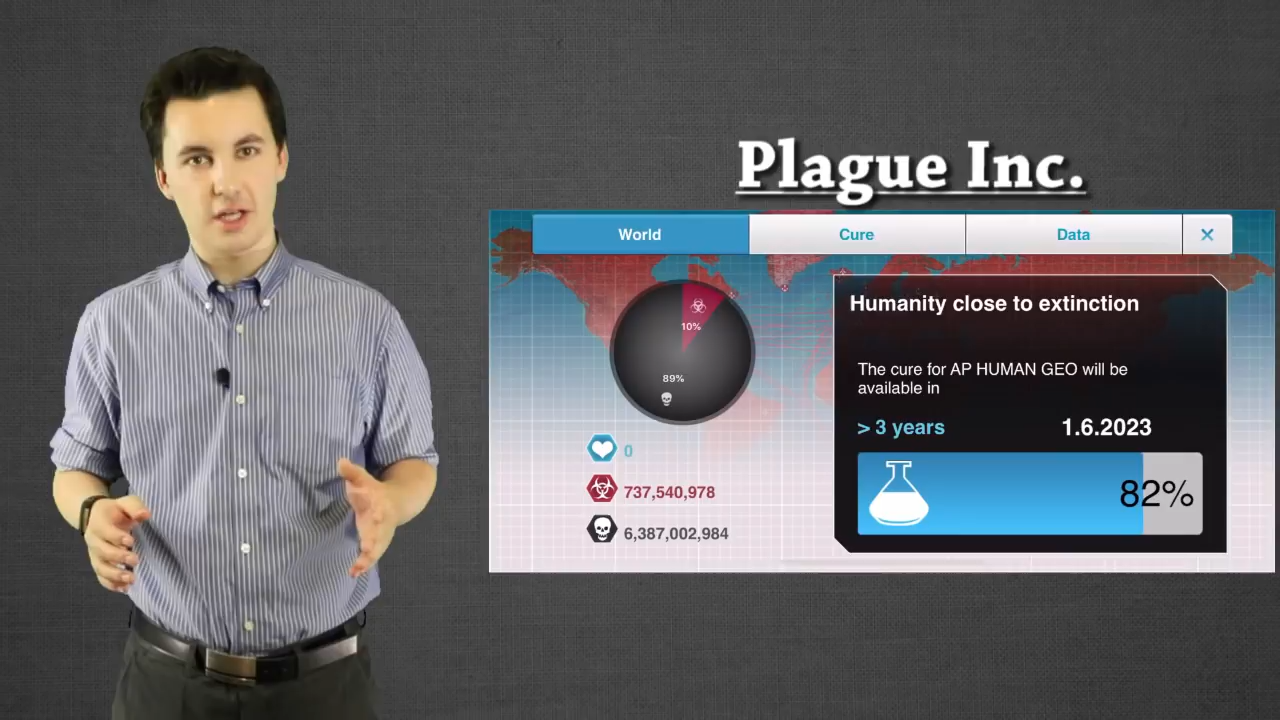 Plague Inc.
World
Cure
Data
Humanity close to extinction
10%
The cure for AP HUMAN GEO will be
available in
89%
> 3 years
1.6.2023
0
737,540,978
82%
6,387,002,984